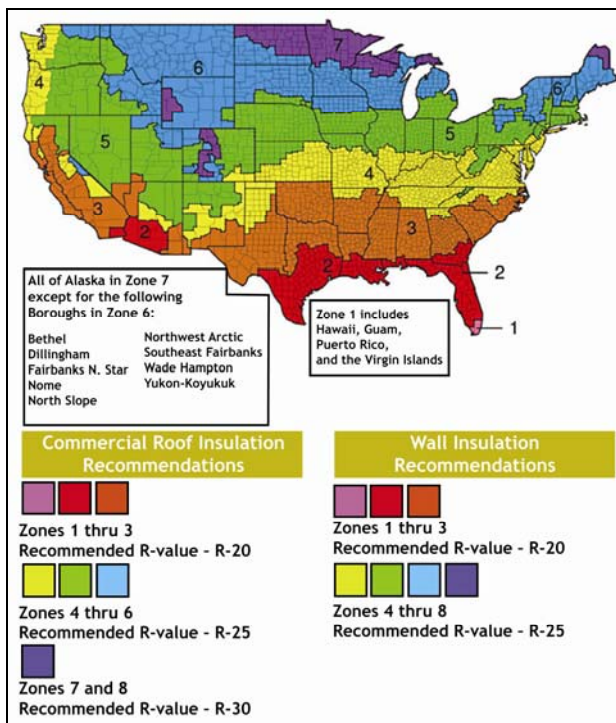 7
6
4
6
5
5
4
3
3
2
2
2
1
All of Alaska in Zone 7
except for the following
Boroughs in Zone 6:
Bethel
Dillingham
Fairbanks N. Star
Nome
North Slope
Northwest Arctic
Southeast Fairbanks
Wade Hampton
Yukon-Koyukuk
Zone 1 includes
Hawaii, Guam,
Puerto Rico,
and the Virgin Islands
Commercial Roof Insulation
Recommendations
Zones 1 thru 3
Recommended R-value - R-20
Zones 4 thru 6
Recommended R-value - R-25
Zones 7 and 8
Recommended R-value - R-30
Wall Insulation
Recommendations
Zones 1 thru 3
Recommended R-value - R-20
Zones 4 thru 8
Recommended R-value - R-25